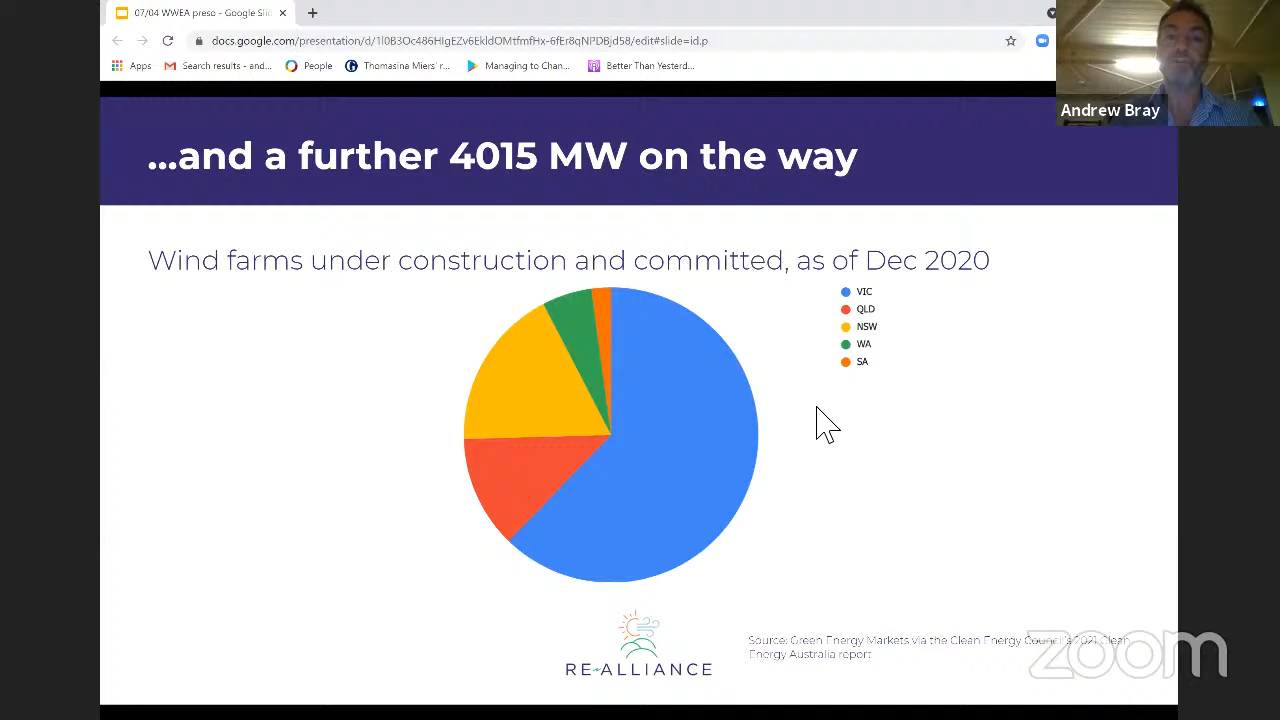 07/04 WWEA preso - Google Slid
docs.google.com/presentation/d/1l0B3Oc486HIgEZv6EkldOMtfmfHx-6fEr8qNPDBjd58/edit#slide=id.p
Apps
Search results - and...
People
Thomasina Miers' r...
Managing to Chan...
Better Than Yesterd...
Andrew Bray
...and a further 4015 MW on the way
Wind farms under construction and committed, as of Dec 2020
VIC
QLD
NSW
WA
SA
RE-ALLIANCE
Source: Green Energy Markets via the Clean Energy Council's 2021 Clean
Energy Australia report
zoom